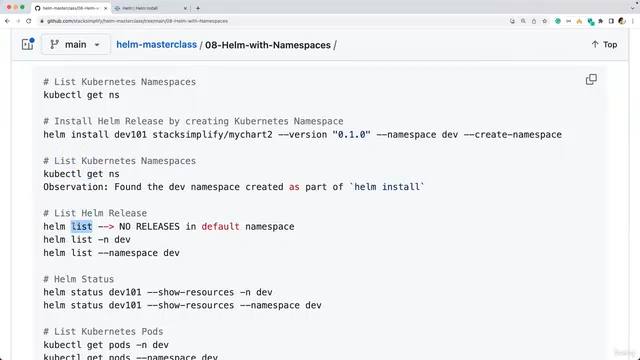 helm-masterclass/08-Helm-w
Helm | Helm Install
github.com/stacksimplify/helm-masterclass/tree/main/08-Helm-with-Namespaces
main
helm-masterclass / 08-Helm-with-Namespaces /
Top
# List Kubernetes Namespaces
kubectl get ns
# Install Helm Release by creating Kubernetes Namespace
helm install dev101 stacksimplify/mychart2 --version "0.1.0" --namespace dev --create-namespace
# List Kubernetes Namespaces
kubectl get ns
Observation: Found the dev namespace created as part of `helm install`
# List Helm Release
helm list --> NO RELEASES in default namespace
helm list -n dev
helm list --namespace dev
# Helm Status
helm status dev101 --show-resources -n dev
helm status dev101 --show-resources --namespace dev
# List Kubernetes Pods
kubectl get pods -n dev
kubectl get pods --namespace dev